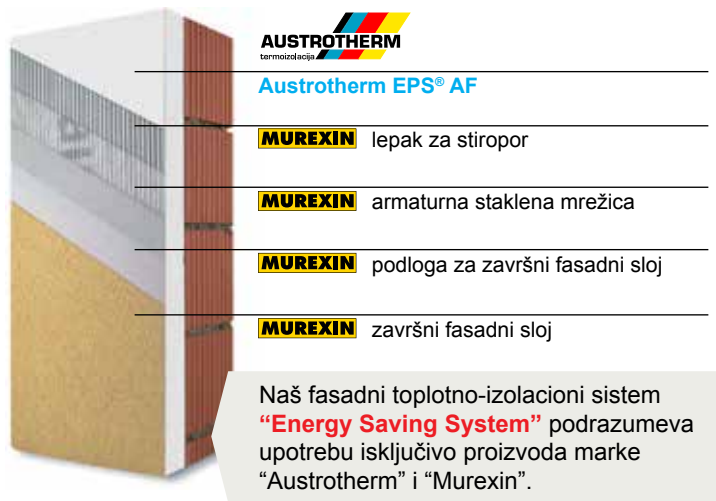 AUSTROTHERM
termoizolacija
Austrotherm EPS® AF
MUREXIN lepak za stiropor
MUREXIN armaturna staklena mrežica
MUREXIN podloga za završni fasadni sloj
MUREXIN završni fasadni sloj
Naš fasadni toplotno-izolacioni sistem
“Energy Saving System” podrazumeva
upotrebu isključivo proizvoda marke
“Austrotherm” i “Murexin”.